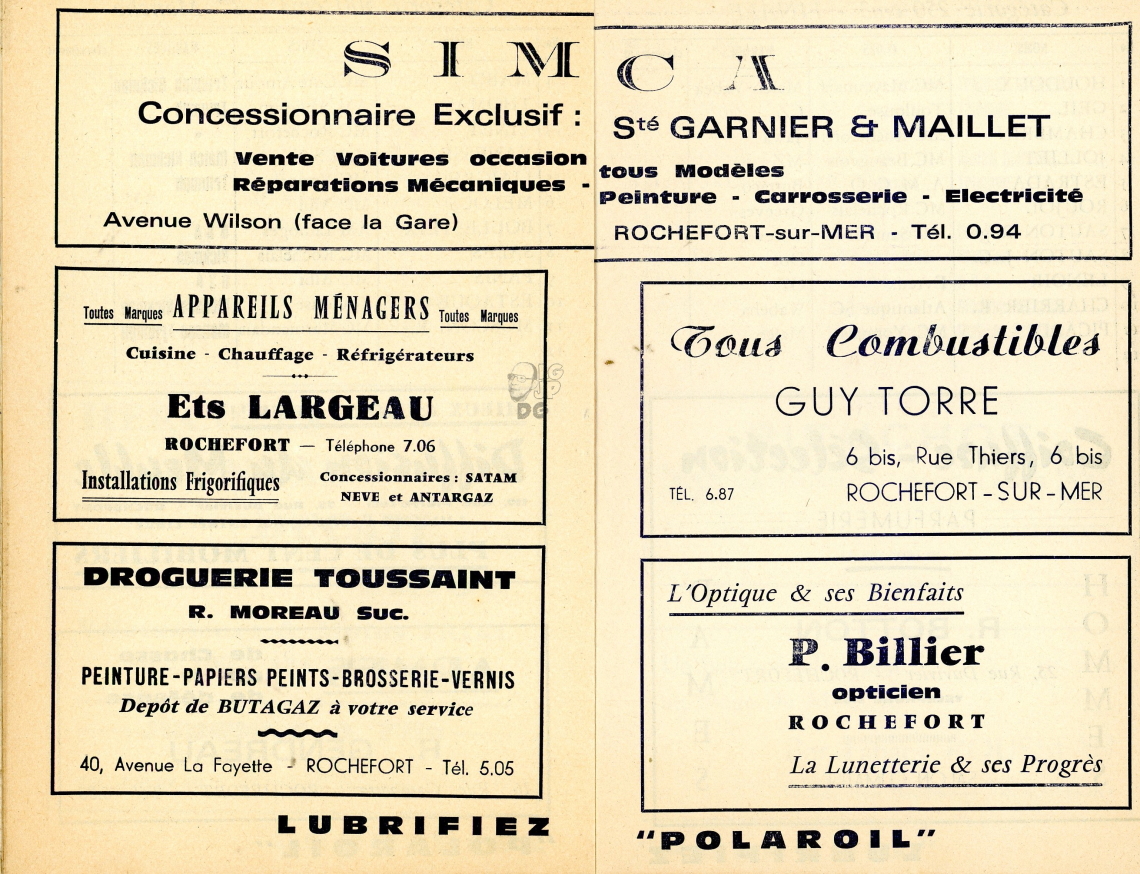 SIMCA
Concessionnaire Exclusif : Sté GARNIER & MAILLET
Vente Voitures occasion tous Modèles
Réparations Mécaniques - Peinture - Carrosserie - Electricité
Avenue Wilson (face la Gare) ROCHEFORT-sur-MER - Tél. 0.94
Toutes Marques APPAREILS MÉNAGERS Toutes Marques
Cuisine - Chauffage - Réfrigérateurs
Ets LARGEAU
ROCHEFORT — Téléphone 7.06
Installations Frigorifiques
Concessionnaires : SATAM
NEVE et ANTARGAZ
DROGUERIE TOUSSAINT
R. MOREAU Suc.
PEINTURE-PAPIERS PEINTS-BROSSERIE-VERNIS
Depôt de BUTAGAZ à votre service
40, Avenue La Fayette - ROCHEFORT - Tél. 5.05
Tous Combustibles
GUY TORRE
6 bis, Rue Thiers, 6 bis
TÉL. 6.87 ROCHEFORT-SUR-MER
L'Optique & ses Bienfaits
P. Billier
opticien
ROCHEFORT
La Lunetterie & ses Progrès
LUBRIFIEZ "POLAROIL"